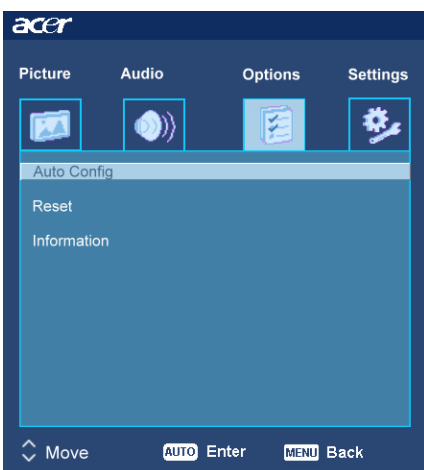 acer
Picture Audio Options Settings
Auto Config
Reset
Information
Move AUTO Enter MENU Back